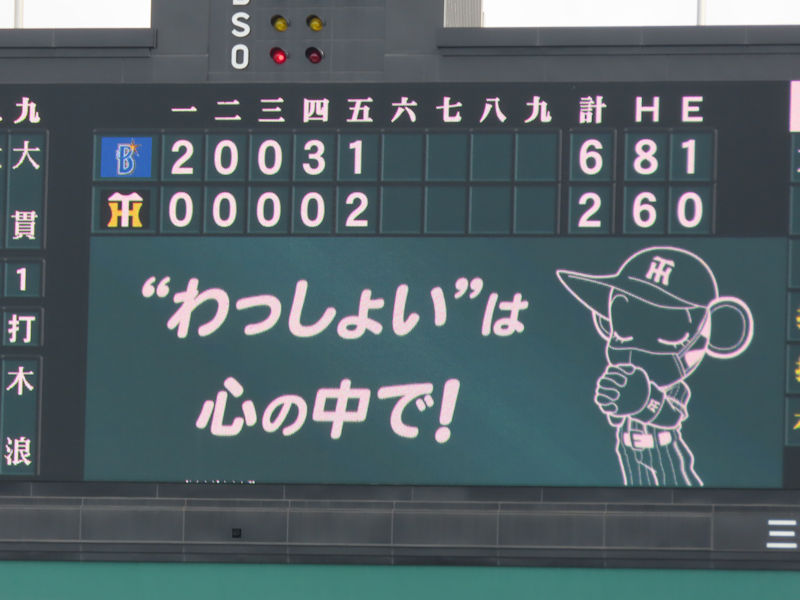 B
S
O
九
一 二 三 四 五 六 七 八 九 計 H E
B 2 0 0 3 1 6 8 1
HT 0 0 0 0 2 2 6 0
大
貫
1
打
木
浪
“わっしょい”は
心の中で!
三